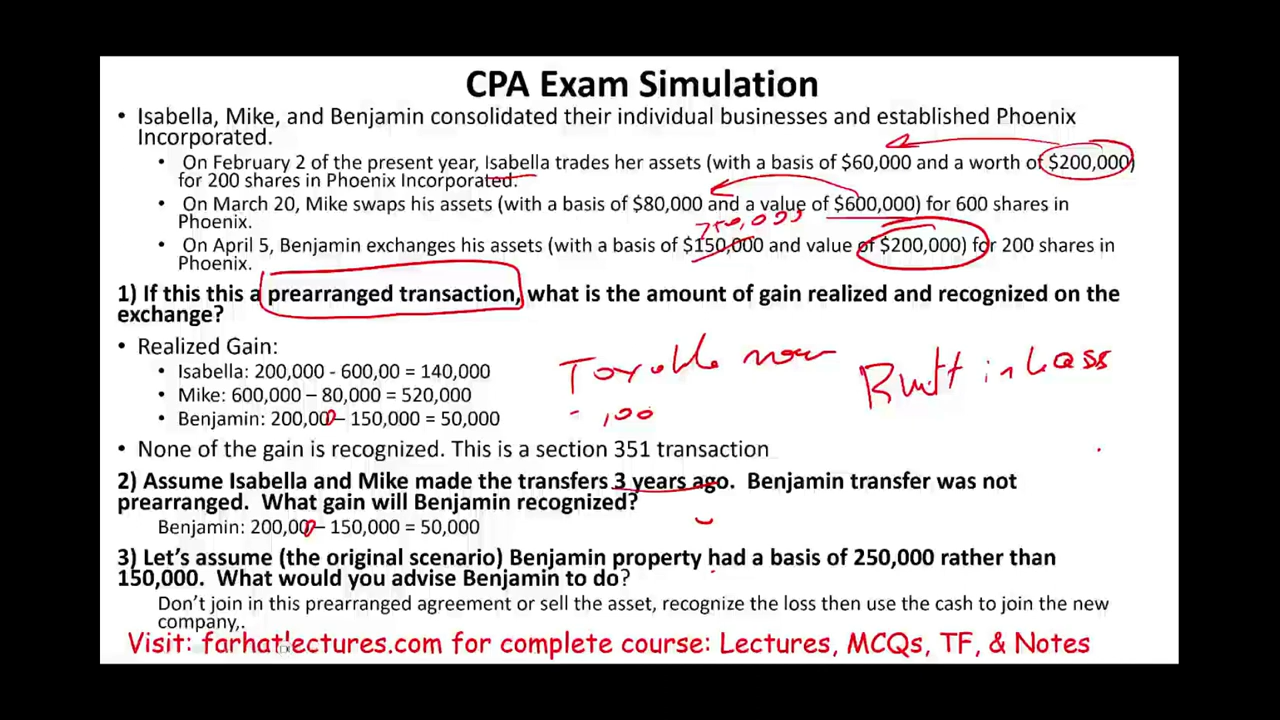 CPA Exam Simulation
• Isabella, Mike, and Benjamin consolidated their individual businesses and established Phoenix
Incorporated.
• On February 2 of the present year, Isabella trades her assets (with a basis of $60,000 and a worth of $200,000)
for 200 shares in Phoenix Incorporated.
• On March 20, Mike swaps his assets (with a basis of $80,000 and a value of $600,000) for 600 shares in
Phoenix.
250,000
• On April 5, Benjamin exchanges his assets (with a basis of $150,000 and value of $200,000) for 200 shares in
Phoenix.
1) If this this a prearranged transaction, what is the amount of gain realized and recognized on the
exchange?
• Realized Gain:
Taxable now
Built in Loss
• Isabella: 200,000 - 600,00 = 140,000
• Mike: 600,000 – 80,000 = 520,000
• Benjamin: 200,000 – 150,000 = 50,000
• None of the gain is recognized. This is a section 351 transaction
2) Assume Isabella and Mike made the transfers 3 years ago. Benjamin transfer was not
prearranged. What gain will Benjamin recognized?
Benjamin: 200,000 – 150,000 = 50,000
3) Let’s assume (the original scenario) Benjamin property had a basis of 250,000 rather than
150,000. What would you advise Benjamin to do?
Don’t join in this prearranged agreement or sell the asset, recognize the loss then use the cash to join the new
company,.
Visit: farhatlectures.com for complete course: Lectures, MCQs, TF, & Notes